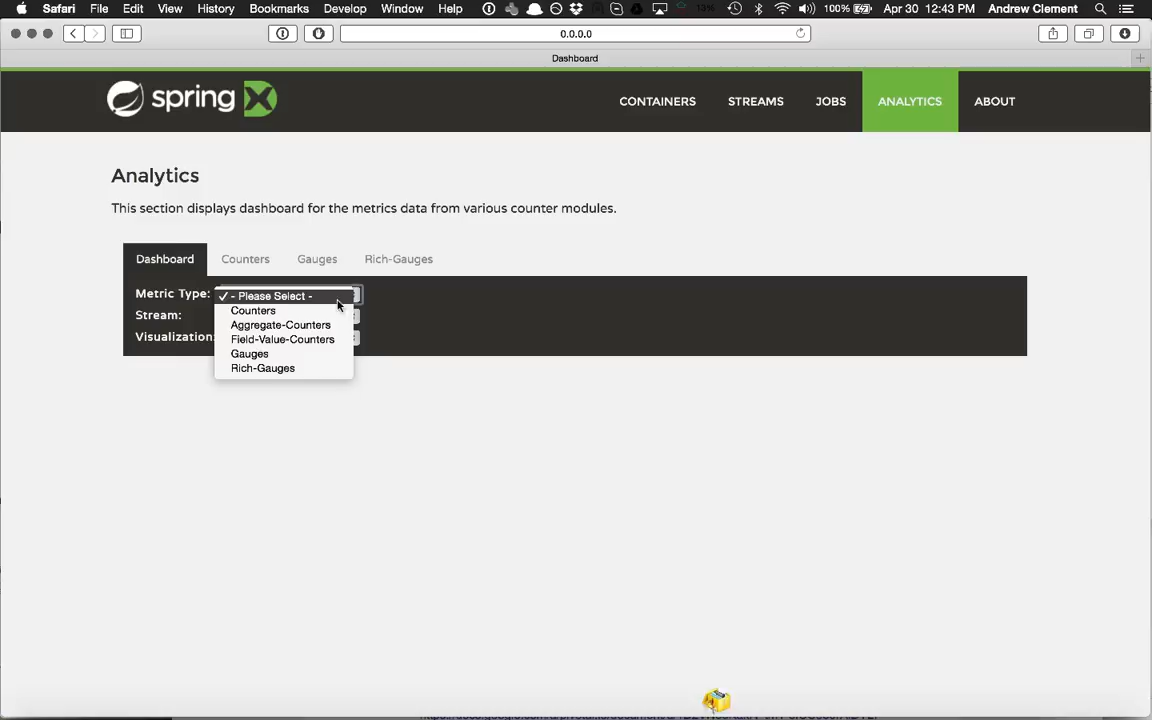 Safari File Edit View History Bookmarks Develop Window Help 13% 100% Apr 30 12:43 PM Andrew Clement
0.0.0.0
Dashboard
spring X CONTAINERS STREAMS JOBS ANALYTICS ABOUT
Analytics
This section displays dashboard for the metrics data from various counter modules.
Dashboard Counters Gauges Rich-Gauges
Metric Type: ✓ - Please Select -
Counters
Stream:
Aggregate-Counters
Visualization:
Field-Value-Counters
Gauges
Rich-Gauges